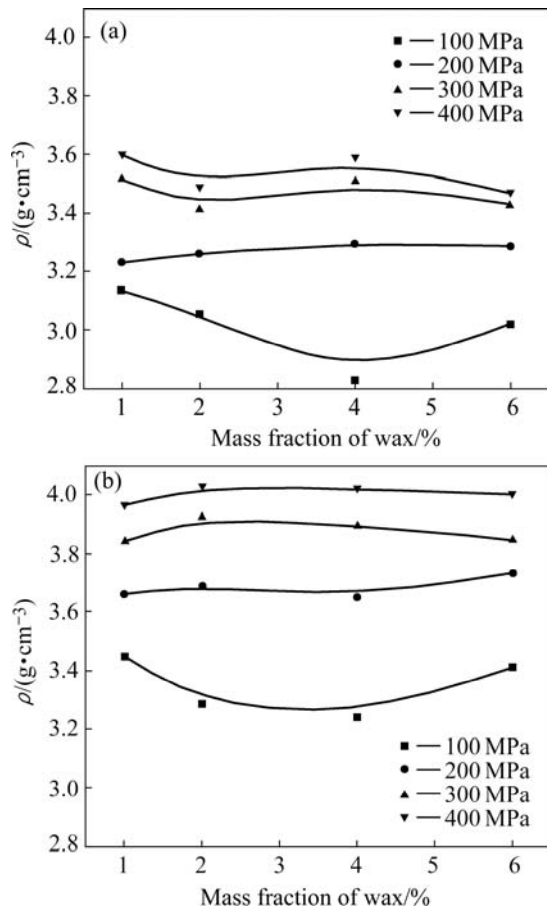 (a)
100 MPa
200 MPa
300 MPa
400 MPa
4.0
3.8
3.6
3.4
3.2
3.0
2.8
ρ/(g•cm⁻³)
1 2 3 4 5 6
Mass fraction of wax/%
(b)
4.0
3.8
3.6
3.4
3.2
3.0
2.8
ρ/(g•cm⁻³)
100 MPa
200 MPa
300 MPa
400 MPa
1 2 3 4 5 6
Mass fraction of wax/%